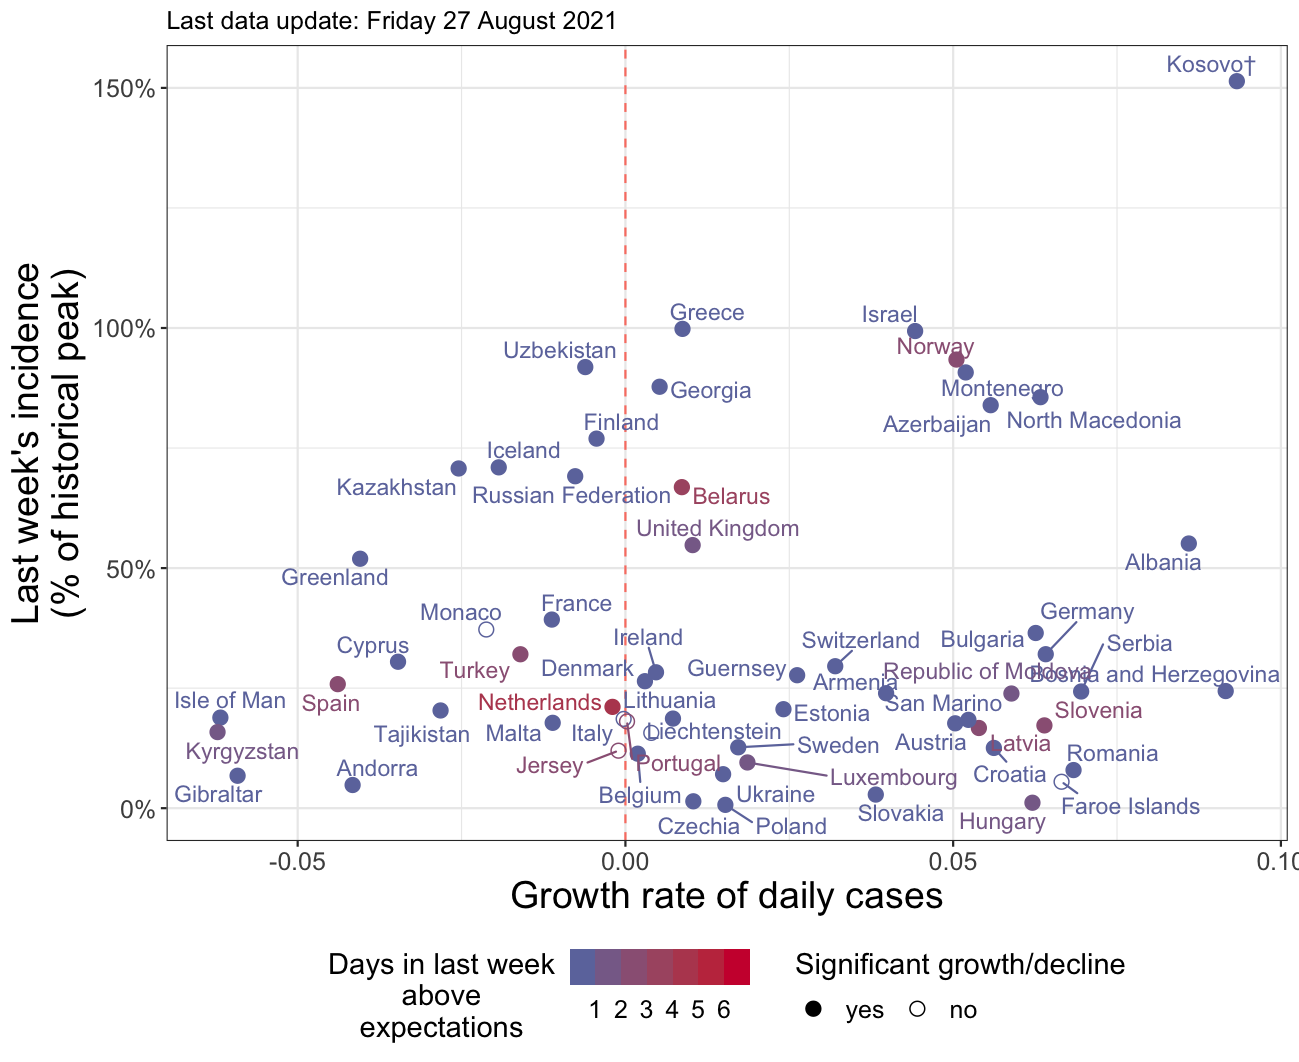 Last data update: Friday 27 August 2021
Last week's incidence
(% of historical peak)
150%
100%
50%
0%
Kosovo†
Greece
Israel
Norway
Uzbekistan
Georgia
Montenegro
Finland
Azerbaijan
North Macedonia
Iceland
Kazakhstan
Russian Federation
Belarus
United Kingdom
Albania
Greenland
France
Monaco
Germany
Ireland
Switzerland
Bulgaria
Serbia
Cyprus
Turkey
Denmark
Guernsey
Republic of Moldova
Bosnia and Herzegovina
Armenia
Isle of Man
Spain
Netherlands
Lithuania
San Marino
Slovenia
Estonia
Tajikistan
Malta
Italy
Liechtenstein
Austria
Latvia
Sweden
Kyrgyzstan
Romania
Jersey
Portugal
Andorra
Luxembourg
Croatia
Gibraltar
Belgium
Ukraine
Faroe Islands
Slovakia
Hungary
Czechia
Poland
-0.05
0.00
0.05
0.10
Growth rate of daily cases
Days in last week
above
expectations
1 2 3 4 5 6
Significant growth/decline
yes
no